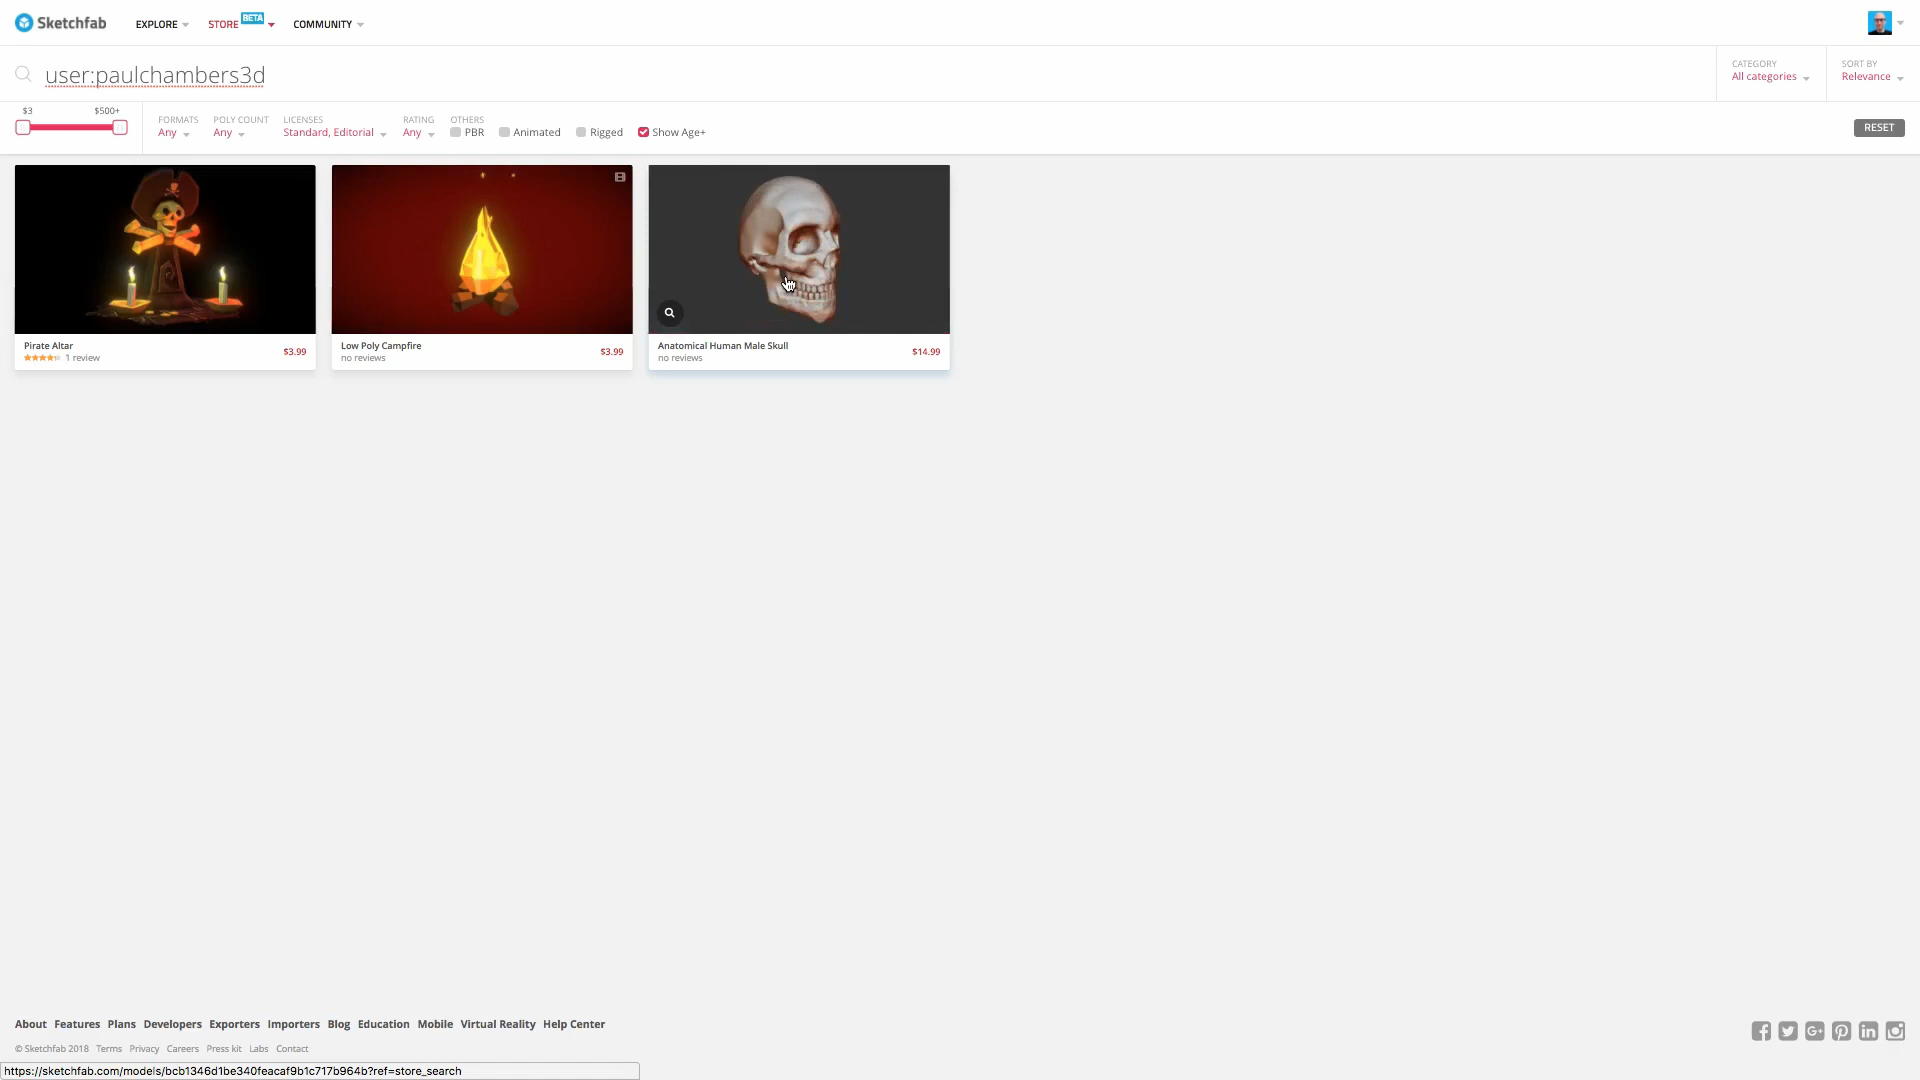 Sketchfab EXPLORE STORE BETA COMMUNITY
user:paulchambers3d
CATEGORY
All categories
SORT BY
Relevance
$3 $500+
FORMATS
Any
POLY COUNT
Any
LICENSES
Standard, Editorial
RATING
Any
OTHERS
PBR Animated Rigged Show Age+
RESET
Pirate Altar
1 review
$3.99
Low Poly Campfire
no reviews
$3.99
Anatomical Human Male Skull
no reviews
$14.99
About Features Plans Developers Exporters Importers Blog Education Mobile Virtual Reality Help Center
© Sketchfab 2018 Terms Privacy Careers Press kit Labs Contact
https://sketchfab.com/models/bcb1346d1be340feacaf9b1c717b964b?ref=store_search